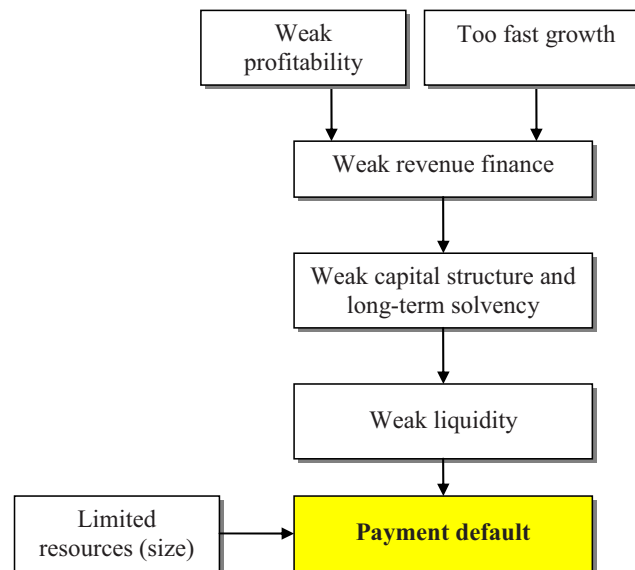 Weak
profitability
Too fast growth
Weak revenue finance
Weak capital structure and
long-term solvency
Weak liquidity
Limited
resources (size)
Payment default